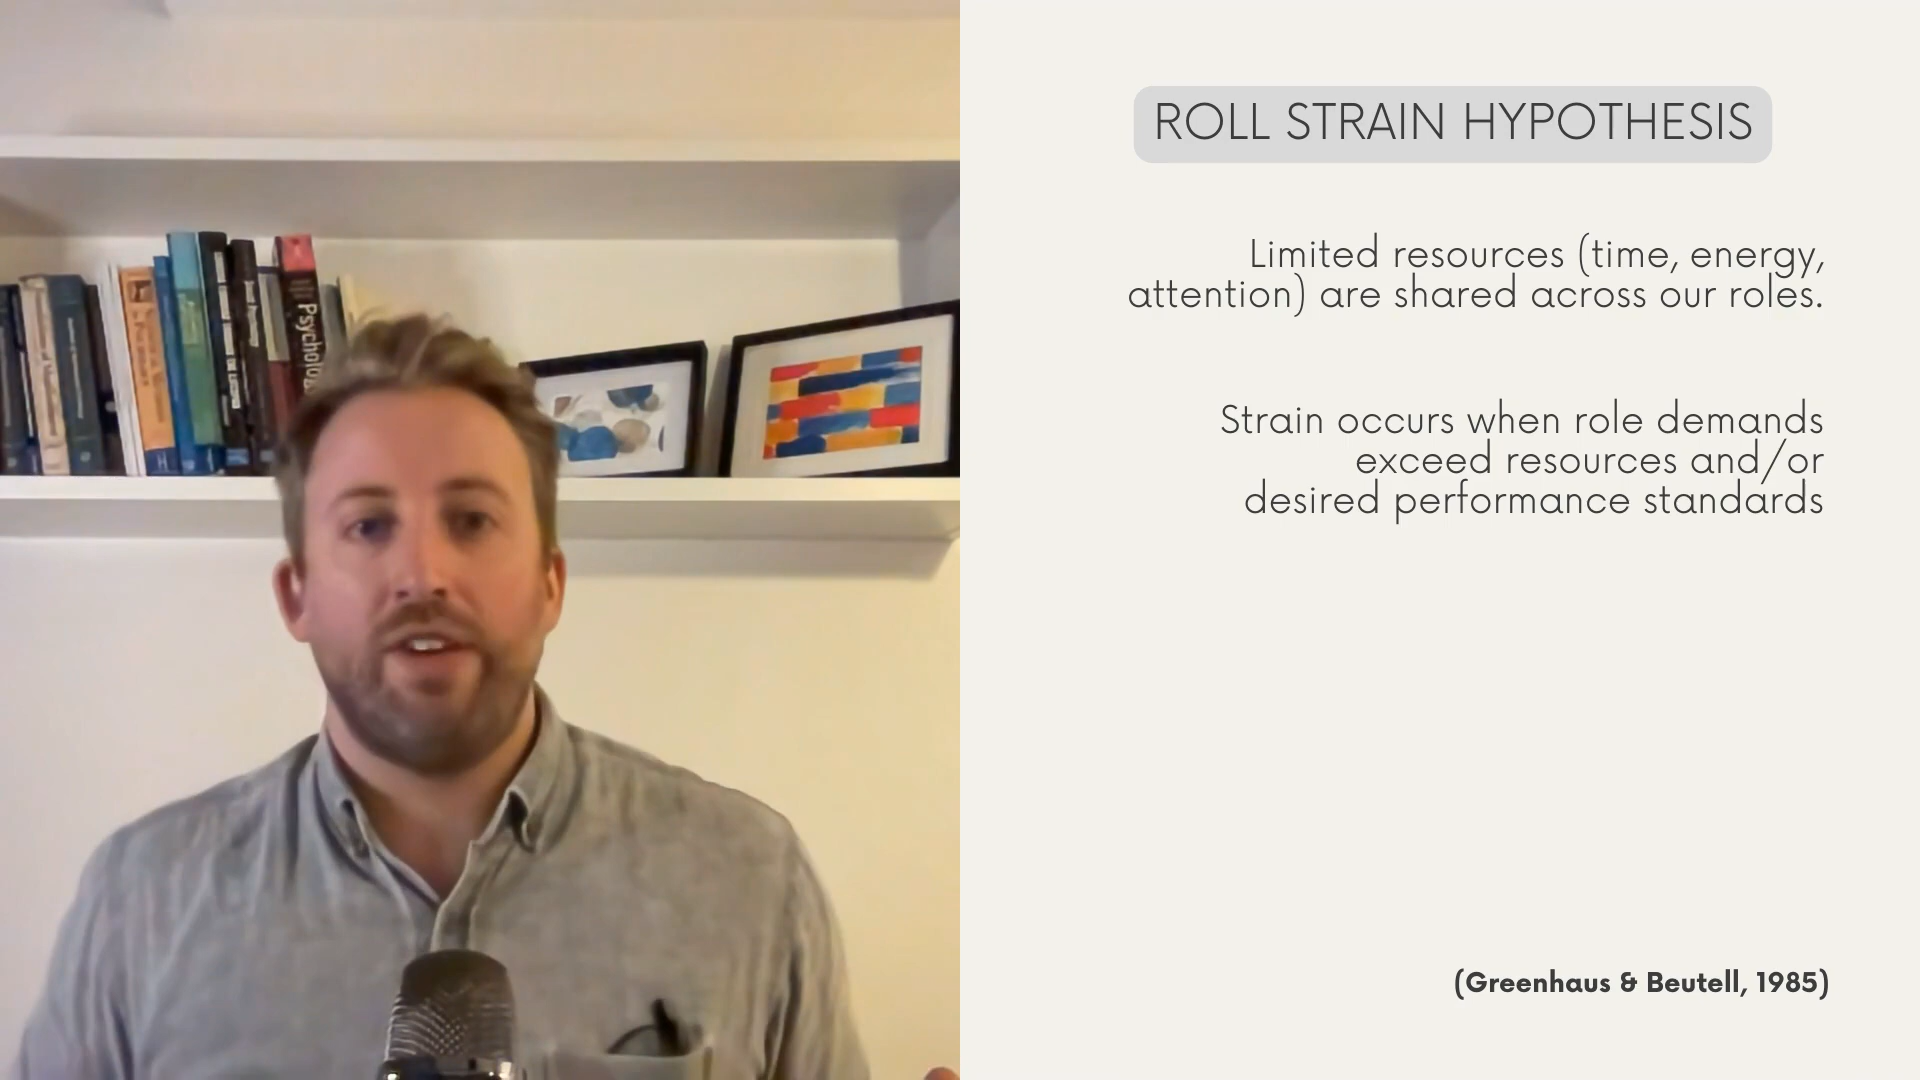 ROLL STRAIN HYPOTHESIS
Limited resources (time, energy,
attention) are shared across our roles.
Strain occurs when role demands
exceed resources and/or
desired performance standards
(Greenhaus & Beutell, 1985)